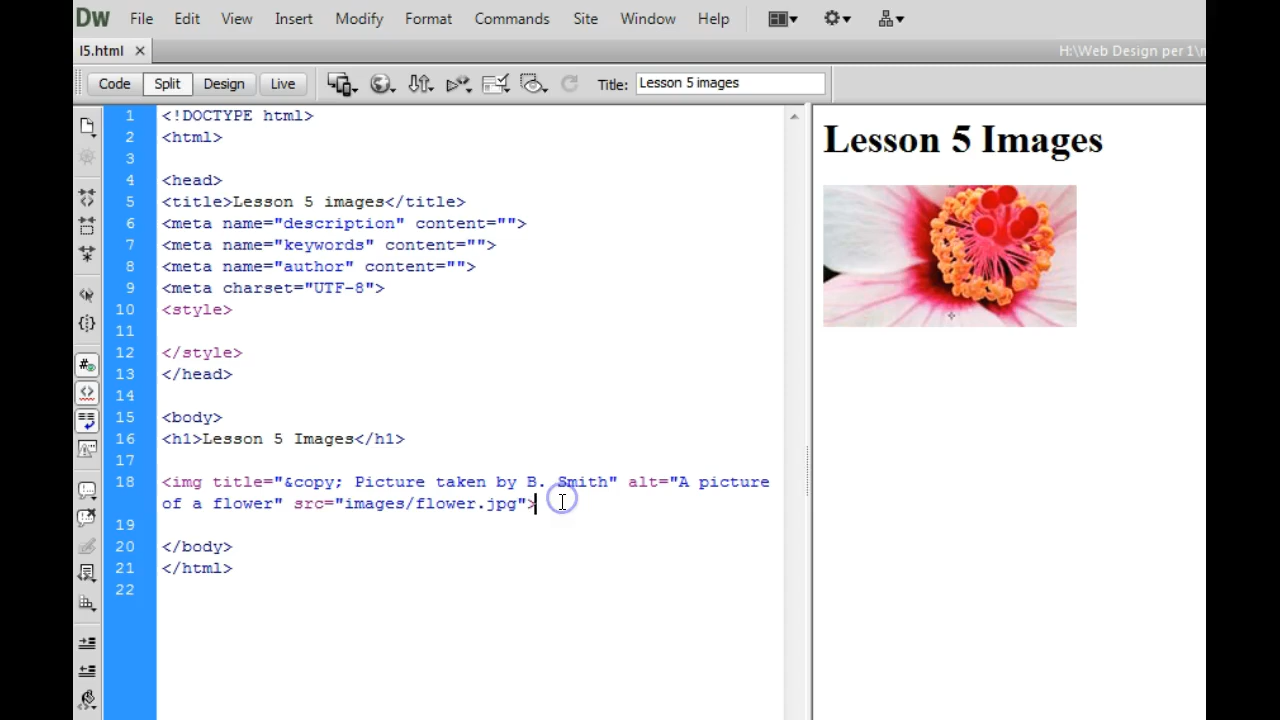 Dw File Edit View Insert Modify Format Commands Site Window Help
l5.html
H:\Web Design per 1\
Code Split Design Live Title: Lesson 5 images
1 <!DOCTYPE html>
2 <html>
3
4 <head>
5 <title>Lesson 5 images</title>
6 <meta name="description" content="">
7 <meta name="keywords" content="">
8 <meta name="author" content="">
9 <meta charset="UTF-8">
10 <style>
11
12 </style>
13 </head>
14
15 <body>
16 <h1>Lesson 5 Images</h1>
17
18 <img title="&copy; Picture taken by B. Smith" alt="A picture
of a flower" src="images/flower.jpg">
19
20 </body>
21 </html>
22
Lesson 5 Images